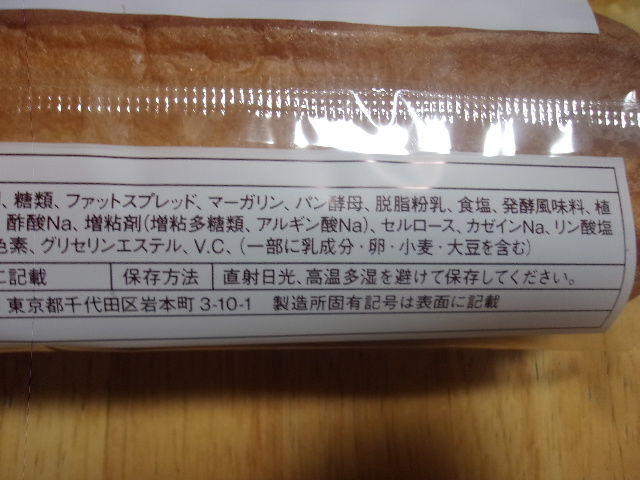 、糖類、ファットスプレッド、マーガリン、パン酵母、脱脂粉乳、食塩、発酵風味料、植
酢酸Na、増粘剤(増粘多糖類、アルギン酸Na)、セルロース、カゼインNa、リン酸塩
色素、グリセリンエステル、V.C、(一部に乳成分・卵・小麦・大豆を含む)
に記載 保存方法 直射日光、高温多湿を避けて保存してください。
東京都千代田区岩本町3-10-1 製造所固有記号は表面に記載